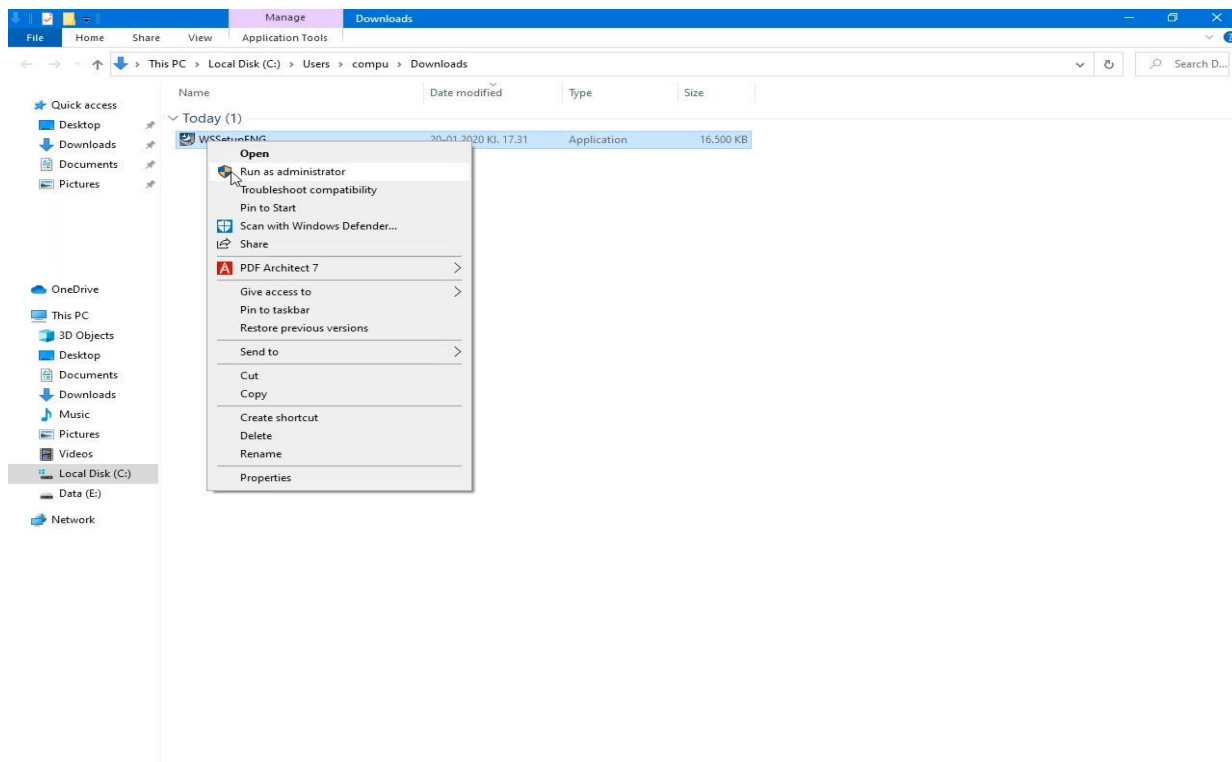 Manage
Downloads
File Home Share View Application Tools
This PC > Local Disk (C:) > Users > compu > Downloads
Search D...
Name Date modified Type Size
Quick access
Desktop
Downloads
Documents
Pictures
OneDrive
This PC
3D Objects
Desktop
Documents
Downloads
Music
Pictures
Videos
Local Disk (C:)
Data (E:)
Network
Today (1)
WSSetupENG 20-01-2020 Kl. 17.31 Application 16.500 KB
Open
Run as administrator
Troubleshoot compatibility
Pin to Start
Scan with Windows Defender...
Share
PDF Architect 7
Give access to
Pin to taskbar
Restore previous versions
Send to
Cut
Copy
Create shortcut
Delete
Rename
Properties